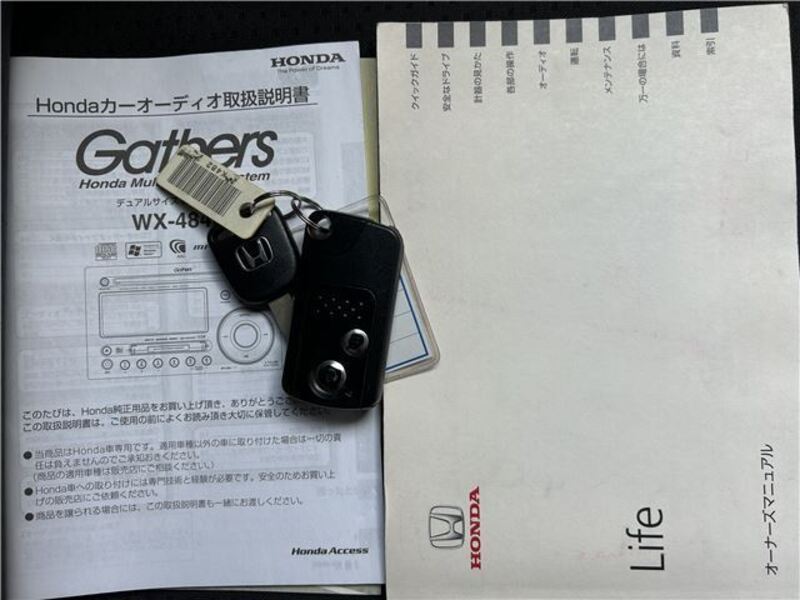 HONDA
The Power of Dreams
Hondaカーオーディオ取扱説明書
Gathers
デュアルサイズ
WX-484
このたびは、Honda純正用品をお買い上げ頂き、ありがとうござ
この取扱説明書は、ご使用の前によくお読み頂き大切に保管してください。
●当商品はHonda車専用です。適用車種以外の車に取り付けた場合は一切の責
任は負えませんのでご承知おきください。
(商品の適用車種は販売店にご相談ください。)
●Honda車への取り付けには専門技術と経験が必要です。安全のためお買い上
げの販売店にご依頼ください。
●商品を譲られる場合には、この取扱説明書も一緒にお渡しください。
Honda Access
クイックガイド
安全なドライブ
計器の見かた
各部の操作
オーディオ
運転
メンテナンス
万一の場合には
資料
索引
HONDA
Life
オーナーズマニュアル